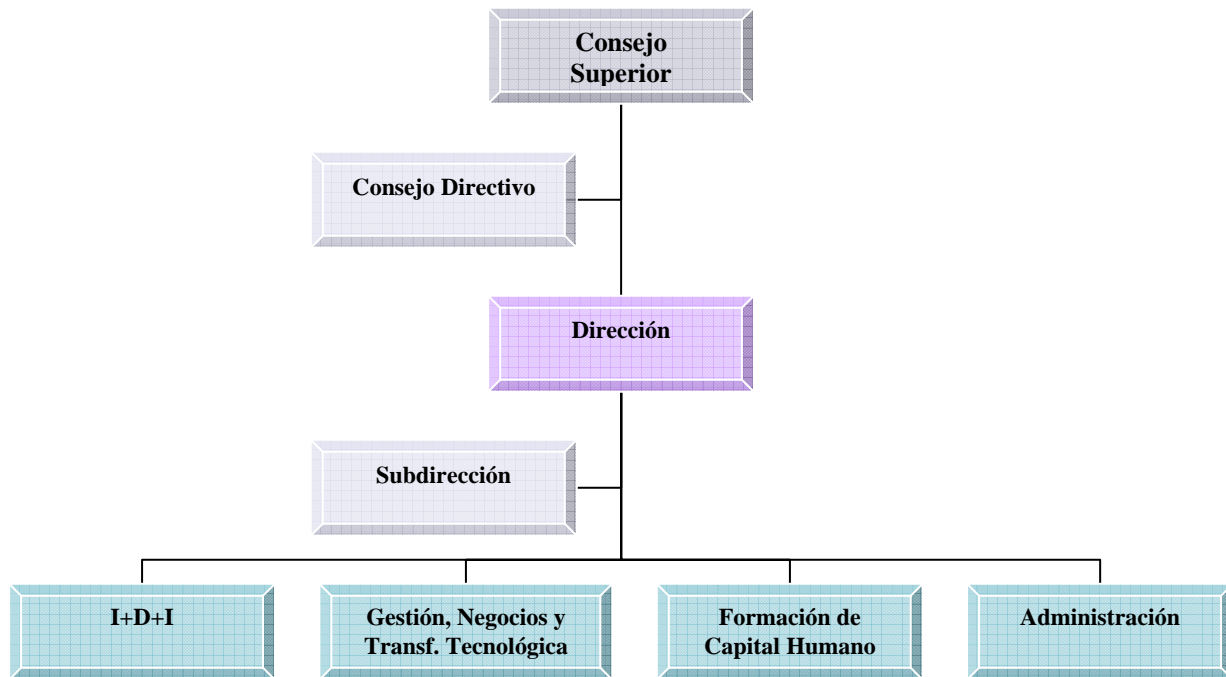 Consejo
Superior
Consejo Directivo
Dirección
Subdirección
I+D+I
Gestión, Negocios y
Transf. Tecnológica
Formación de
Capital Humano
Administración